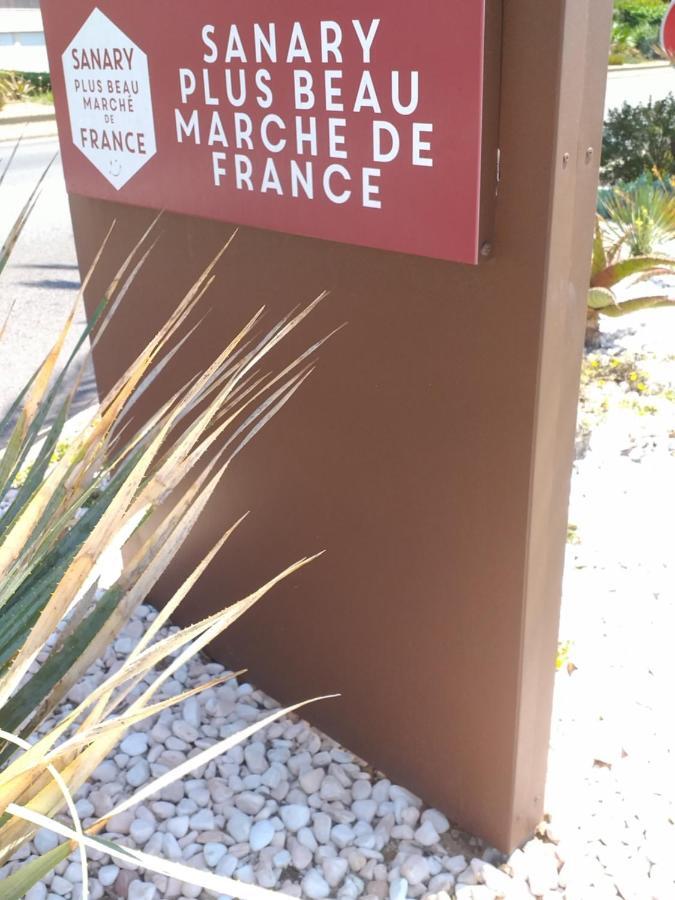 SANARY
PLUS BEAU
MARCHÉ
DE
FRANCE
SANARY
PLUS BEAU
MARCHE DE
FRANCE